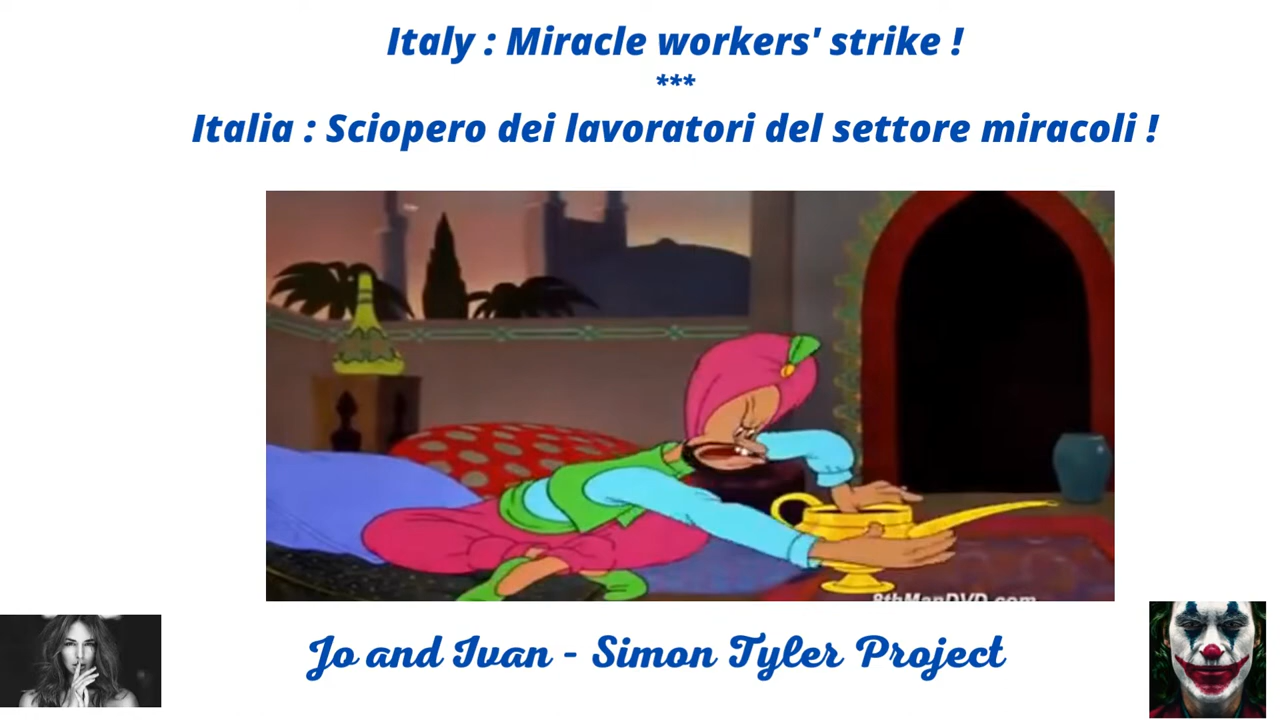 Italy : Miracle workers' strike !
***
Italia : Sciopero dei lavoratori del settore miracoli !
8thManDVD.com
Jo and Ivan - Simon Tyler Project